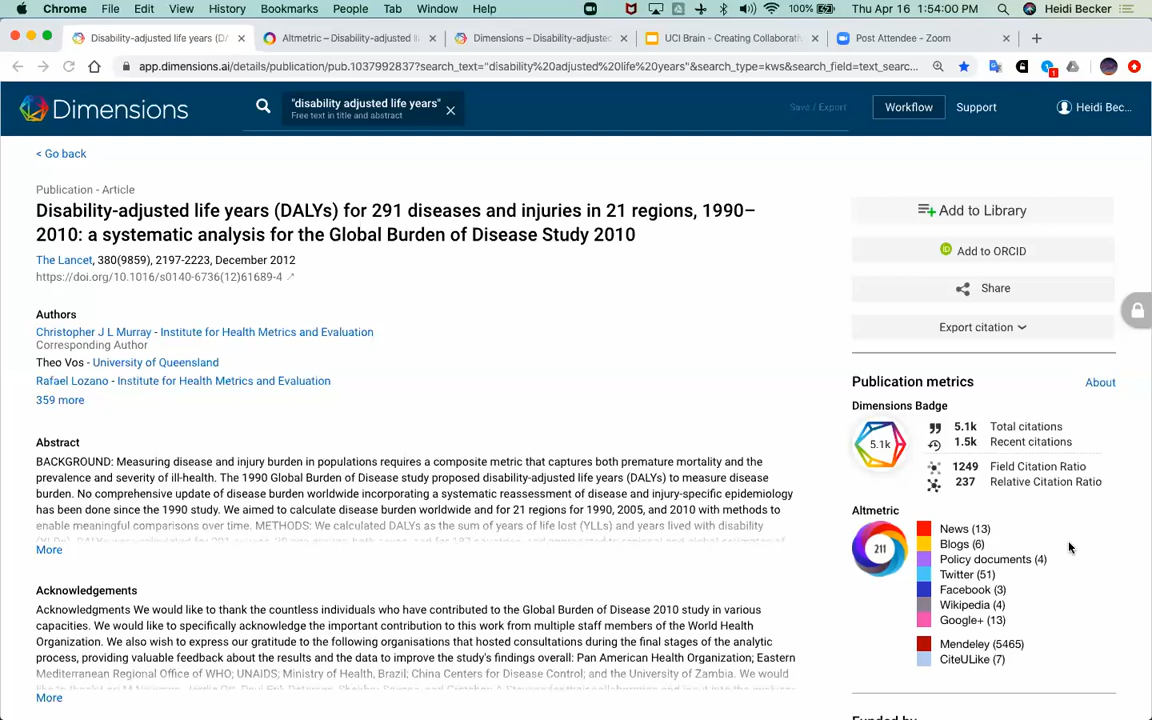 Chrome File Edit View History Bookmarks People Tab Window Help 100% Thu Apr 16 1:54:00 PM Heidi Becker
Disability-adjusted life years (DA × Altmetric – Disability-adjusted l × Dimensions – Disability-adjusted × UCI Brain - Creating Collaborati × Post Attendee - Zoom × +
app.dimensions.ai/details/publication/pub.1037992837?search_text="disability%20adjusted%20life%20years"&search_type=kws&search_field=text_searc... 1
Dimensions "disability adjusted life years" Save / Export Workflow Support Heidi Bec...
Free text in title and abstract
< Go back
Publication - Article
Disability-adjusted life years (DALYs) for 291 diseases and injuries in 21 regions, 1990–
2010: a systematic analysis for the Global Burden of Disease Study 2010
The Lancet, 380(9859), 2197-2223, December 2012
https://doi.org/10.1016/s0140-6736(12)61689-4 ↗
Authors
Christopher J L Murray - Institute for Health Metrics and Evaluation
Corresponding Author
Theo Vos - University of Queensland
Rafael Lozano - Institute for Health Metrics and Evaluation
359 more
Abstract
BACKGROUND: Measuring disease and injury burden in populations requires a composite metric that captures both premature mortality and the
prevalence and severity of ill-health. The 1990 Global Burden of Disease study proposed disability-adjusted life years (DALYs) to measure disease
burden. No comprehensive update of disease burden worldwide incorporating a systematic reassessment of disease and injury-specific epidemiology
has been done since the 1990 study. We aimed to calculate disease burden worldwide and for 21 regions for 1990, 2005, and 2010 with methods to
enable meaningful comparisons over time. METHODS: We calculated DALYs as the sum of years of life lost (YLLs) and years lived with disability
More
Acknowledgements
Acknowledgments We would like to thank the countless individuals who have contributed to the Global Burden of Disease 2010 study in various
capacities. We would like to specifically acknowledge the important contribution to this work from multiple staff members of the World Health
Organization. We also wish to express our gratitude to the following organisations that hosted consultations during the final stages of the analytic
process, providing valuable feedback about the results and the data to improve the study's findings overall: Pan American Health Organization; Eastern
Mediterranean Regional Office of WHO; UNAIDS; Ministry of Health, Brazil; China Centers for Disease Control; and the University of Zambia. We would
More
Add to Library
Add to ORCID
Share
Export citation
Publication metrics About
Dimensions Badge
5.1k
5.1k Total citations
1.5k Recent citations
1249 Field Citation Ratio
237 Relative Citation Ratio
Altmetric
211
News (13)
Blogs (6)
Policy documents (4)
Twitter (51)
Facebook (3)
Wikipedia (4)
Google+ (13)
Mendeley (5465)
CiteULike (7)
Funded by